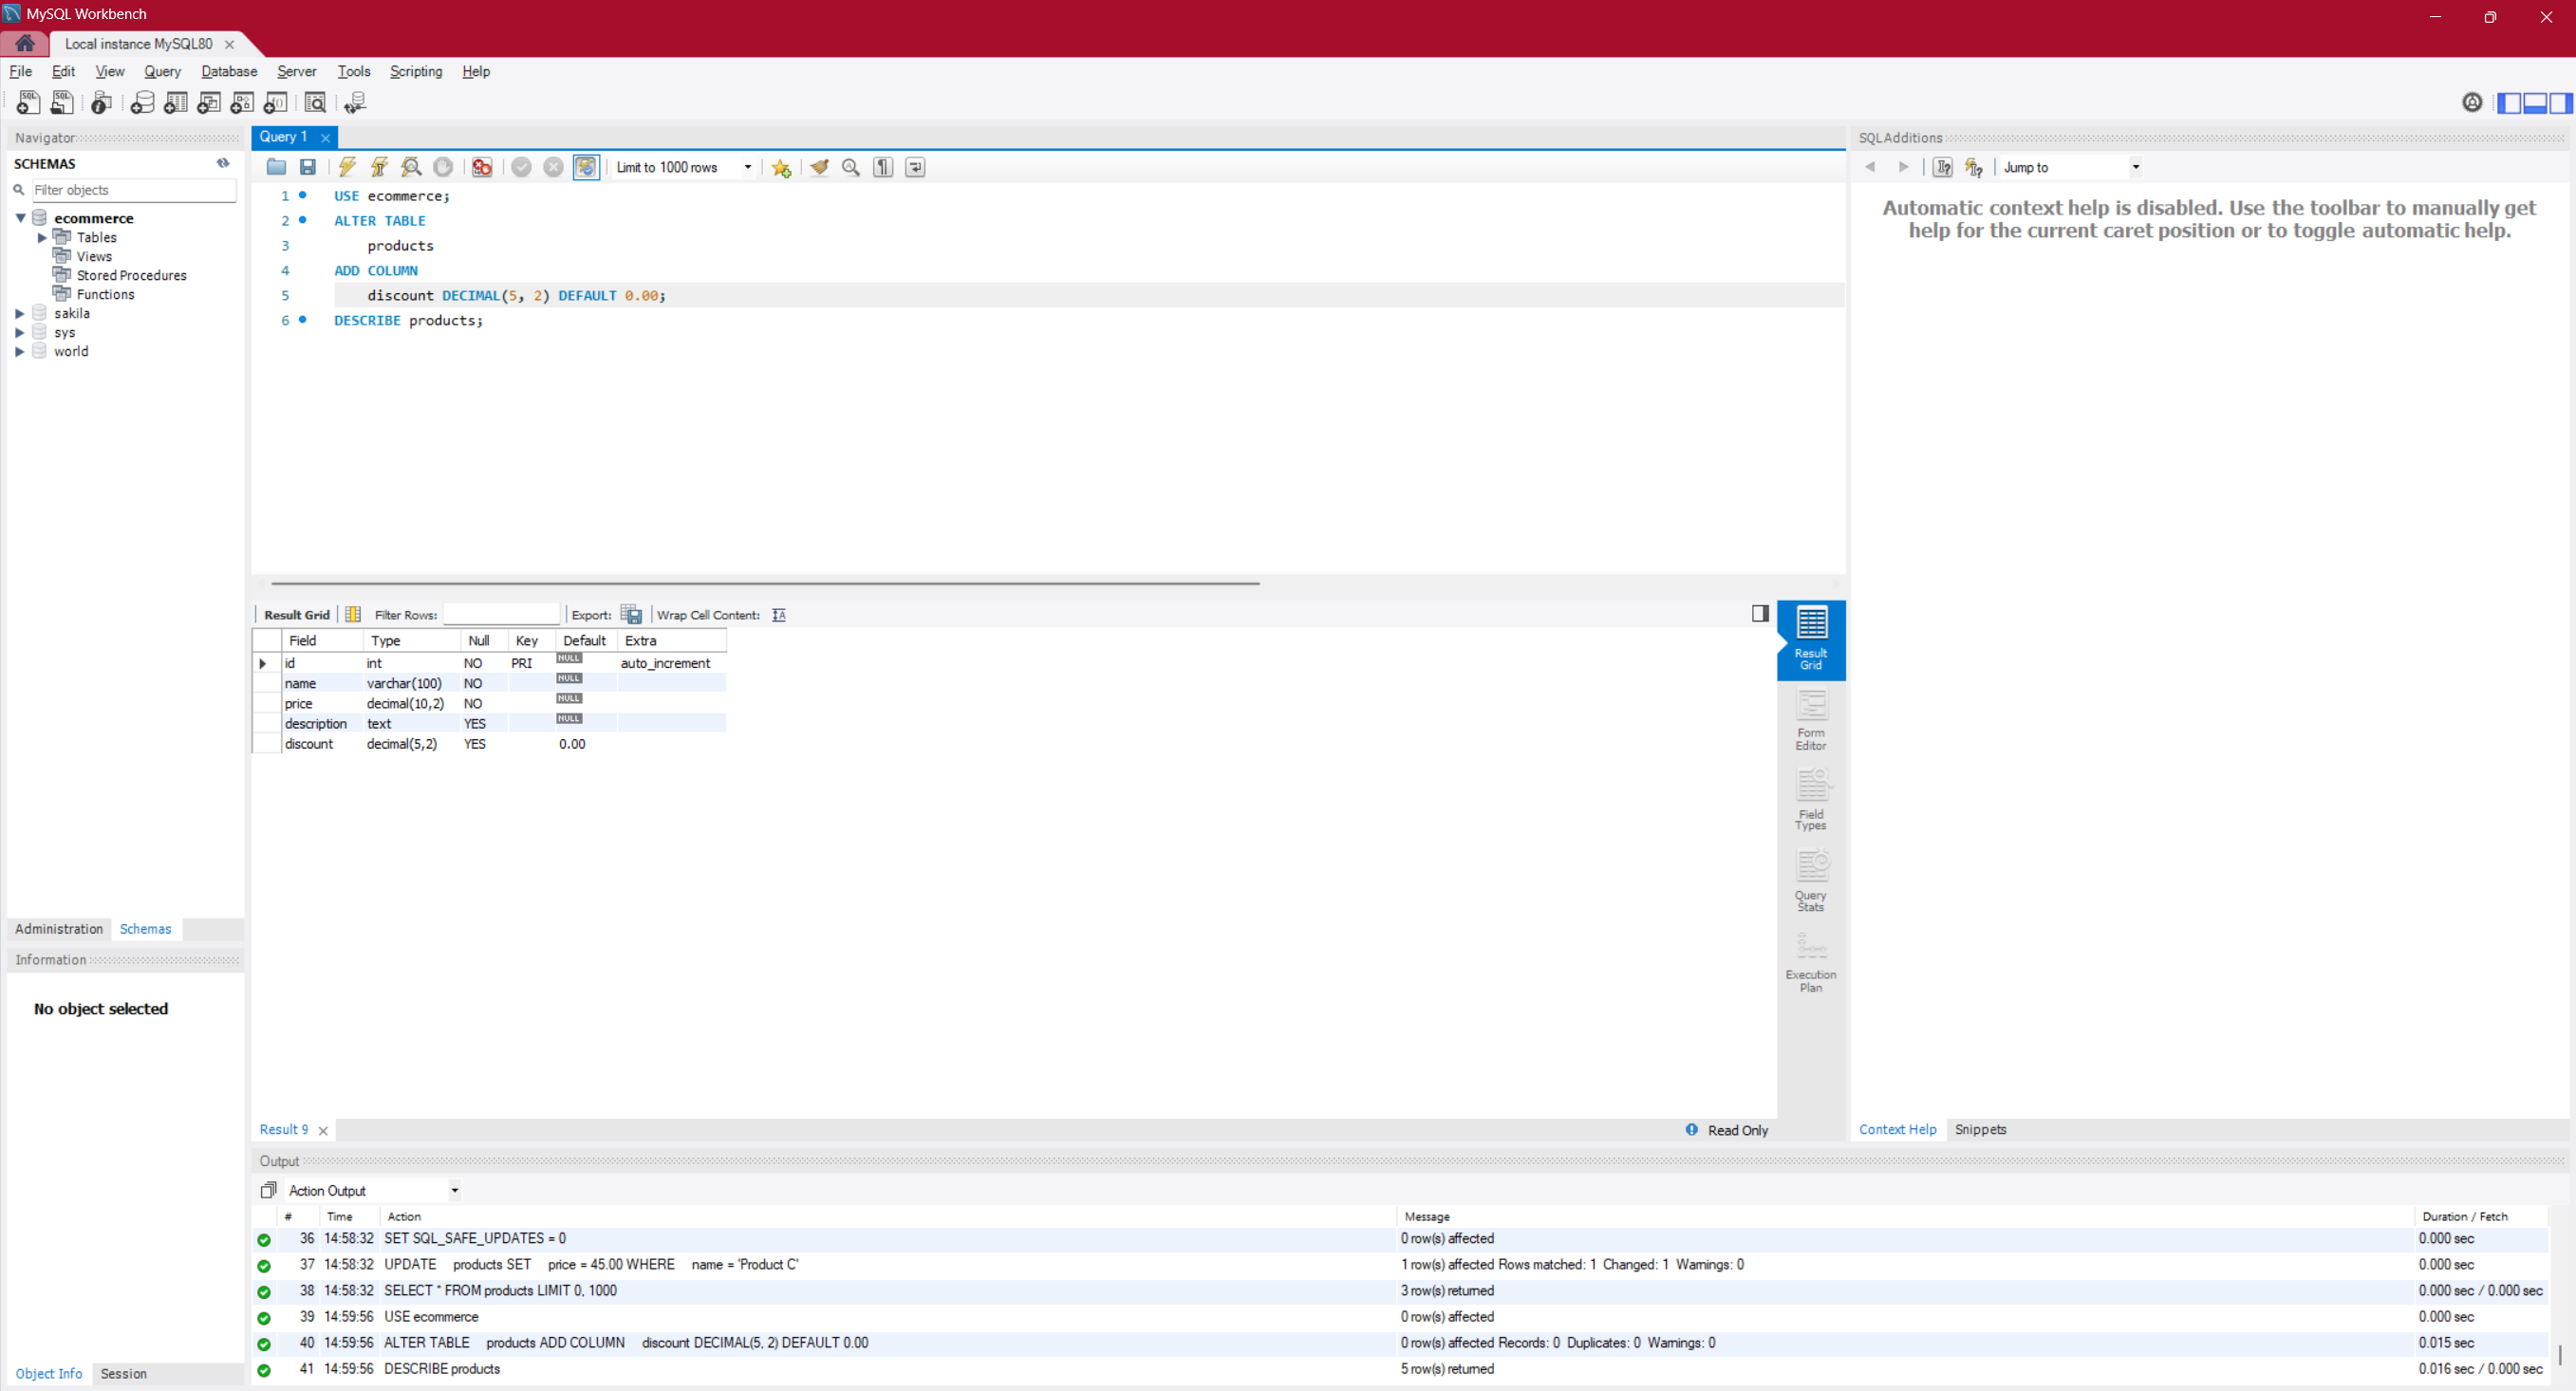 MySQL Workbench
Local instance MySQL80
File Edit View Query Database Server Tools Scripting Help
Navigator
SCHEMAS
Filter objects
ecommerce
Tables
Views
Stored Procedures
Functions
sakila
sys
world
Administration Schemas
Information
No object selected
Object Info Session
Query 1
Limit to 1000 rows
1 USE ecommerce;
2 ALTER TABLE
3 products
4 ADD COLUMN
5 discount DECIMAL(5, 2) DEFAULT 0.00;
6 DESCRIBE products;
Result Grid Filter Rows: Export: Wrap Cell Content:
Field Type Null Key Default Extra
id int NO PRI NULL auto_increment
name varchar(100) NO NULL
price decimal(10,2) NO NULL
description text YES NULL
discount decimal(5,2) YES 0.00
Result
Grid
Form
Editor
Field
Types
Query
Stats
Execution
Plan
Result 9 Read Only
SQLAdditions
Jump to
Automatic context help is disabled. Use the toolbar to manually get
help for the current caret position or to toggle automatic help.
Context Help Snippets
Output
Action Output
# Time Action Message Duration / Fetch
36 14:58:32 SET SQL_SAFE_UPDATES = 0 0 row(s) affected 0.000 sec
37 14:58:32 UPDATE products SET price = 45.00 WHERE name = 'Product C' 1 row(s) affected Rows matched: 1 Changed: 1 Warnings: 0 0.000 sec
38 14:58:32 SELECT * FROM products LIMIT 0, 1000 3 row(s) returned 0.000 sec / 0.000 sec
39 14:59:56 USE ecommerce 0 row(s) affected 0.000 sec
40 14:59:56 ALTER TABLE products ADD COLUMN discount DECIMAL(5, 2) DEFAULT 0.00 0 row(s) affected Records: 0 Duplicates: 0 Warnings: 0 0.015 sec
41 14:59:56 DESCRIBE products 5 row(s) returned 0.016 sec / 0.000 sec